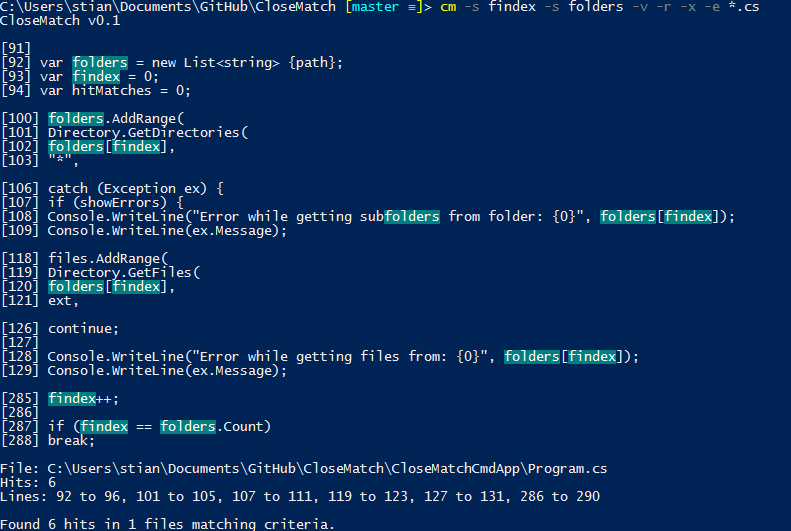 C:\Users\stian\Documents\GitHub\CloseMatch [master ≡]> cm -s findex -s folders -v -r -x -e *.cs
CloseMatch v0.1
[91]
[92] var folders = new List<string> {path};
[93] var findex = 0;
[94] var hitMatches = 0;
[100] folders.AddRange(
[101] Directory.GetDirectories(
[102] folders[findex],
[103] "*",
[106] catch (Exception ex) {
[107] if (showErrors) {
[108] Console.WriteLine("Error while getting subfolders from folder: {0}", folders[findex]);
[109] Console.WriteLine(ex.Message);
[118] files.AddRange(
[119] Directory.GetFiles(
[120] folders[findex],
[121] ext,
[126] continue;
[127]
[128] Console.WriteLine("Error while getting files from: {0}", folders[findex]);
[129] Console.WriteLine(ex.Message);
[285] findex++;
[286]
[287] if (findex == folders.Count)
[288] break;
File: C:\Users\stian\Documents\GitHub\CloseMatch\CloseMatchCmdApp\Program.cs
Hits: 6
Lines: 92 to 96, 101 to 105, 107 to 111, 119 to 123, 127 to 131, 286 to 290
Found 6 hits in 1 files matching criteria.